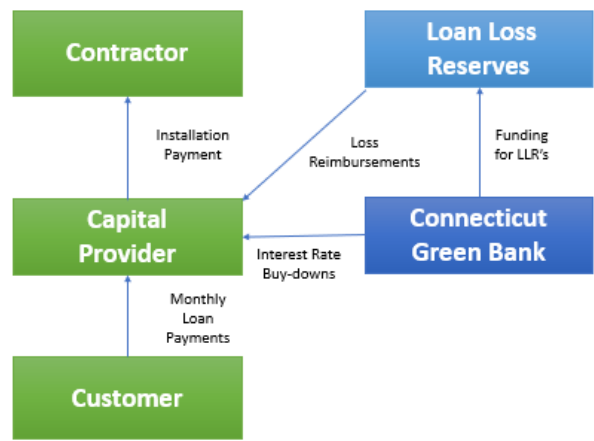 Contractor
Loan Loss
Reserves
Installation
Payment
Loss
Reimbursements
Funding
for LLR's
Capital
Provider
Connecticut
Green Bank
Interest Rate
Buy-downs
Monthly
Loan
Payments
Customer